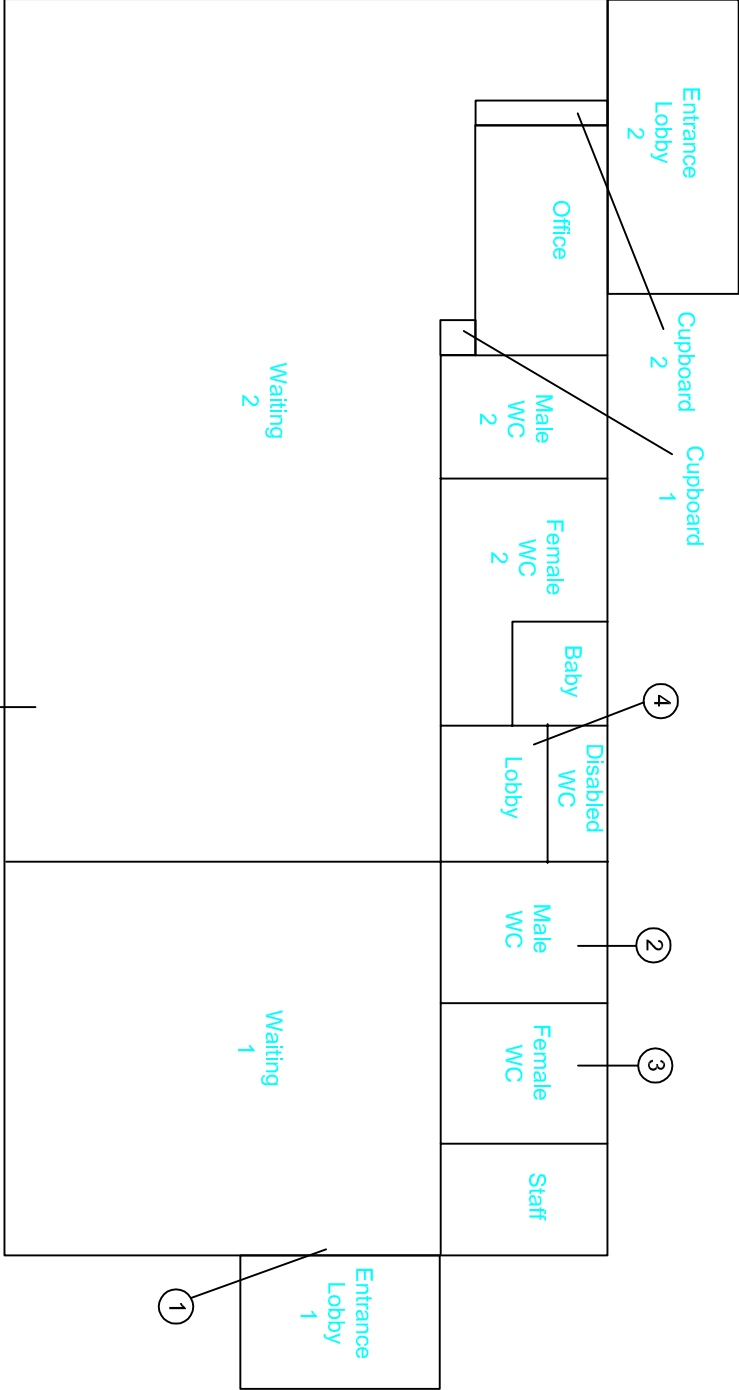 Entrance
Lobby
2
Cupboard
2
Cupboard
1
4
2
3
Office
Male
WC
2
Female
WC
2
Baby
Disabled
WC
Lobby
Male
WC
Female
WC
Staff
Entrance
Lobby
1
Waiting
2
Waiting
1
1